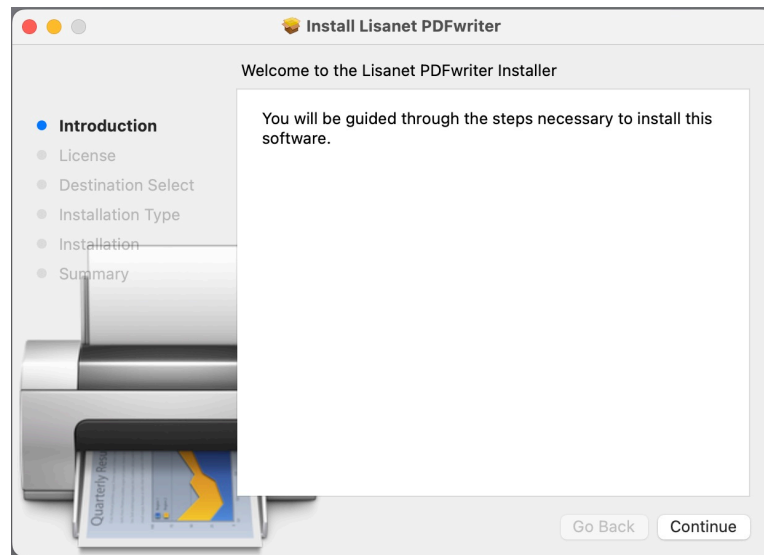 Install Lisanet PDFwriter
Welcome to the Lisanet PDFwriter Installer
Introduction
License
Destination Select
Installation Type
Installation
Summary
You will be guided through the steps necessary to install this
software.
Quarterly
Go Back
Continue